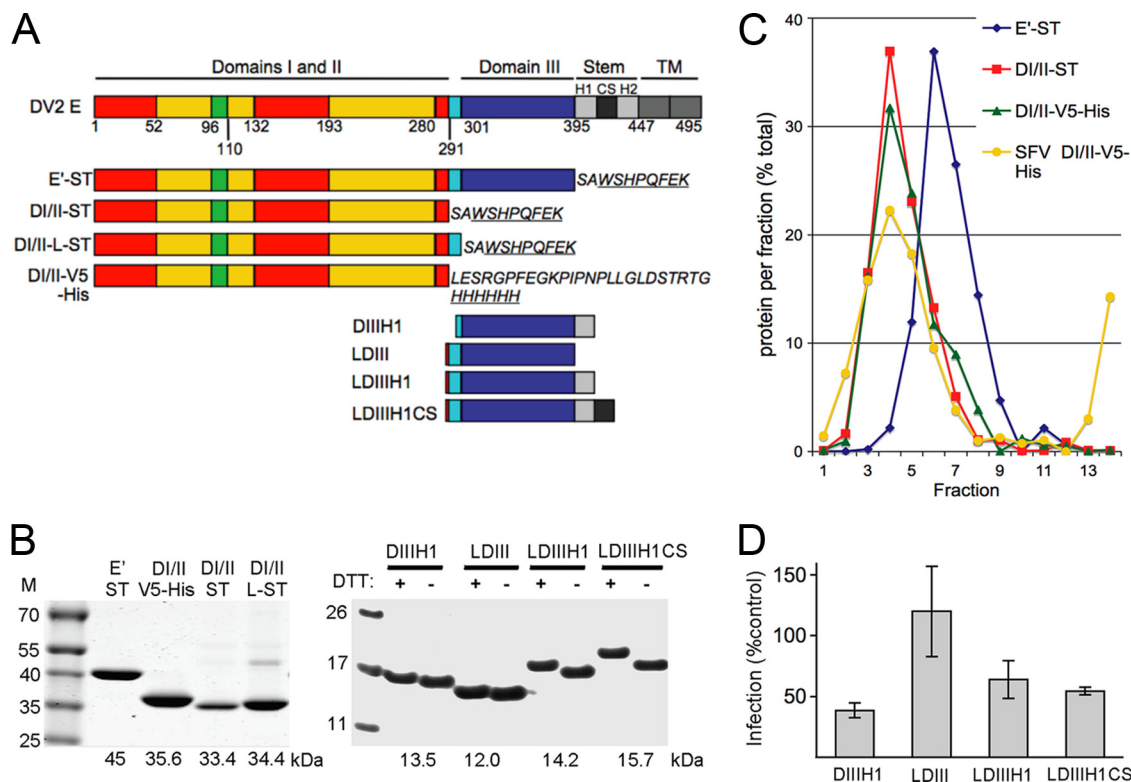 A
Domains I and II
Domain III
Stem
TM
H1 CS H2
DV2 E
1 52 96 132 193 280 301 395 447 495
110 291
E'-ST
SAWSHPQFEK
DI/II-ST
SAWSHPQFEK
DI/II-L-ST
SAWSHPQFEK
DI/II-V5
-His
LESRGPFEGKPIPNPLLGLDSTRTG
HHHHHH
DIIIH1
LDIII
LDIIIH1
LDIIIH1CS
B
M
E'
ST
DI/II
V5-His
DI/II
ST
DI/II
L-ST
70
55
40
35
25
45 35.6 33.4 34.4 kDa
DIIIH1 LDIII LDIIIH1 LDIIIH1CS
DTT: + - + - + - + -
26
17
11
13.5 12.0 14.2 15.7 kDa
C
protein per fraction (% total)
40
30
20
10
0
1 3 5 7 9 11 13
Fraction
E'-ST
DI/II-ST
DI/II-V5-His
SFV DI/II-V5-
His
D
Infection (%control)
150
100
50
DIIIH1 LDIII LDIIIH1 LDIIIH1CS